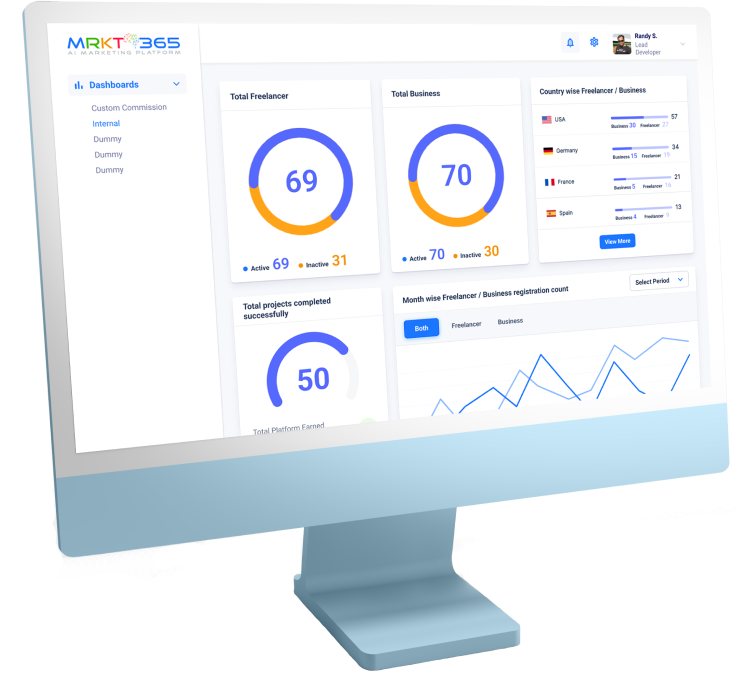 MRKT 365
AI MARKETING PLATFORM
Randy S.
Lead
Developer
Dashboards
Custom Commission
Internal
Dummy
Dummy
Dummy
Total Freelancer
69
Active 69 Inactive 31
Total Business
70
Active 70 Inactive 30
Country wise Freelancer / Business
USA 57
Business 30 Freelancer 27
Germany 34
Business 15 Freelancer 19
France 21
Business 5 Freelancer 16
Spain 13
Business 4 Freelancer 9
View More
Total projects completed
successfully
50
Total Platform Earned
Month wise Freelancer / Business registration count
Select Period
Both Freelancer Business